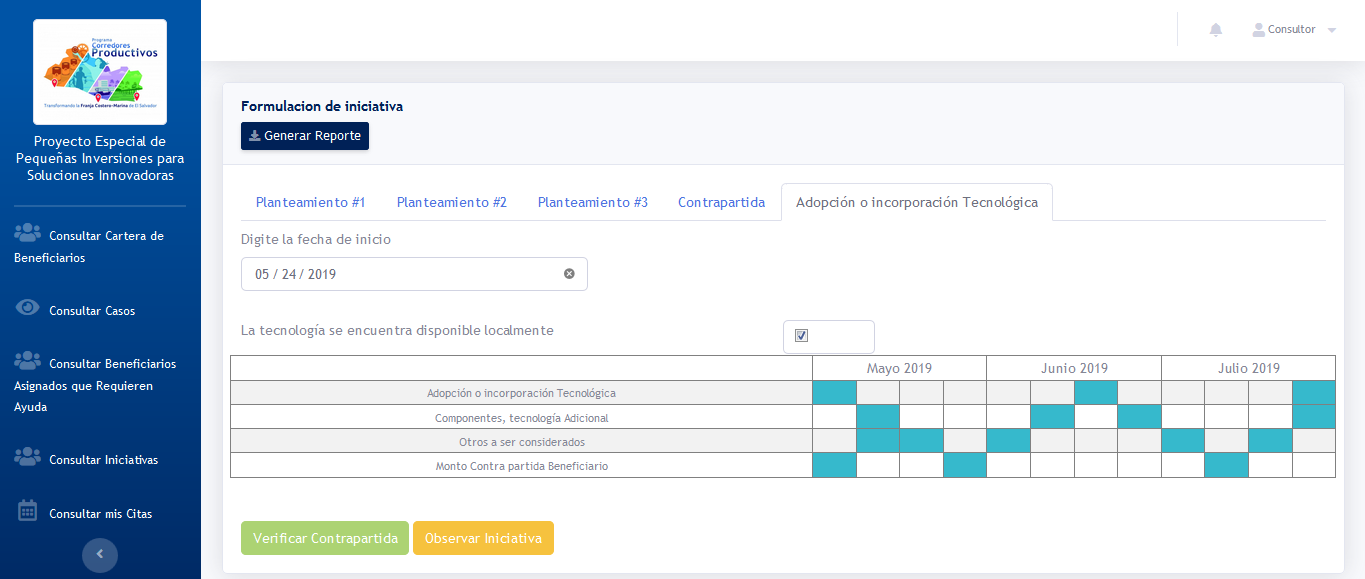 Programa
Corredores
Productivos
Transformando la Franja Costero-Marina de El Salvador
Proyecto Especial de
Pequeñas Inversiones para
Soluciones Innovadoras
Consultar Cartera de
Beneficiarios
Consultar Casos
Consultar Beneficiarios
Asignados que Requieren
Ayuda
Consultar Iniciativas
Consultar mis Citas
Consultor
Formulacion de iniciativa
Generar Reporte
Planteamiento #1 Planteamiento #2 Planteamiento #3 Contrapartida Adopción o incorporación Tecnológica
Digite la fecha de inicio
05 / 24 / 2019
La tecnología se encuentra disponible localmente
Mayo 2019 Junio 2019 Julio 2019
Adopción o incorporación Tecnológica
Componentes, tecnología Adicional
Otros a ser considerados
Monto Contra partida Beneficiario
Verificar Contrapartida Observar Iniciativa